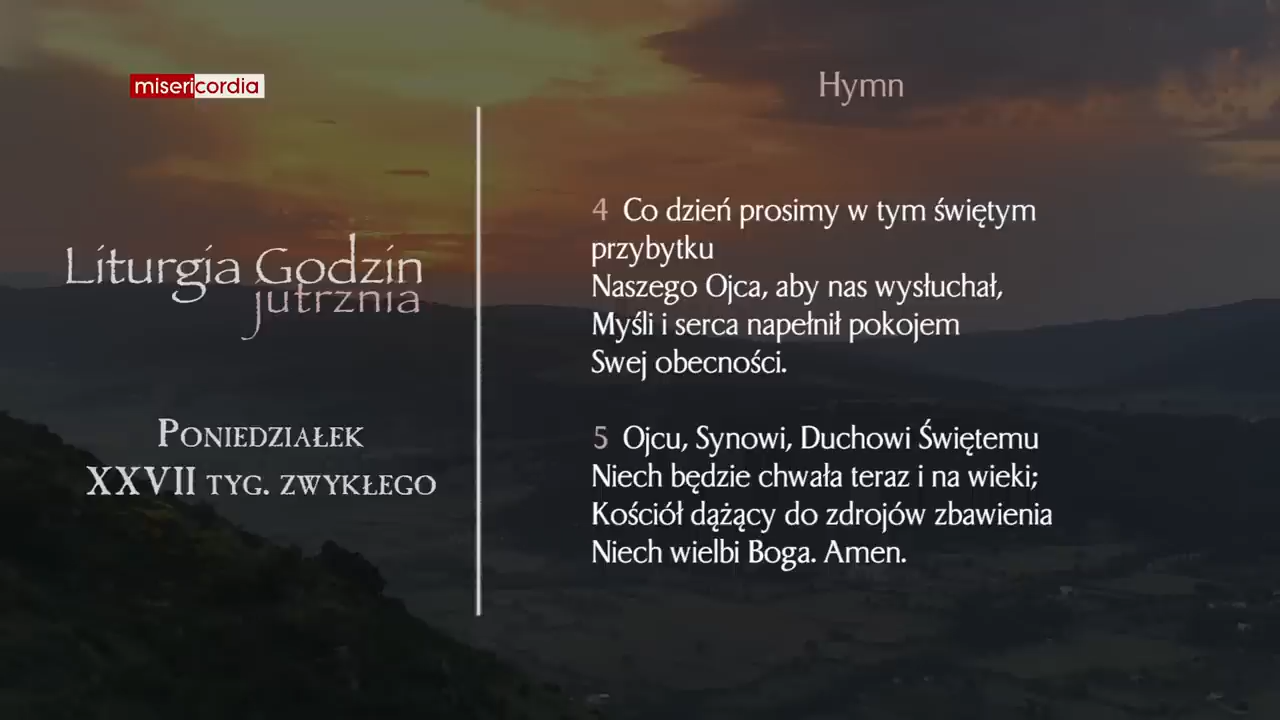 misericordia
Liturgia Godzin
jutrznia
Poniedziałek
XXVII tyg. zwykłego
Hymn
4 Co dzień prosimy w tym świętym
przybytku
Naszego Ojca, aby nas wysłuchał,
Myśli i serca napełnił pokojem
Swej obecności.
5 Ojcu, Synowi, Duchowi Świętemu
Niech będzie chwała teraz i na wieki;
Kościół dążący do zdrojów zbawienia
Niech wielbi Boga. Amen.